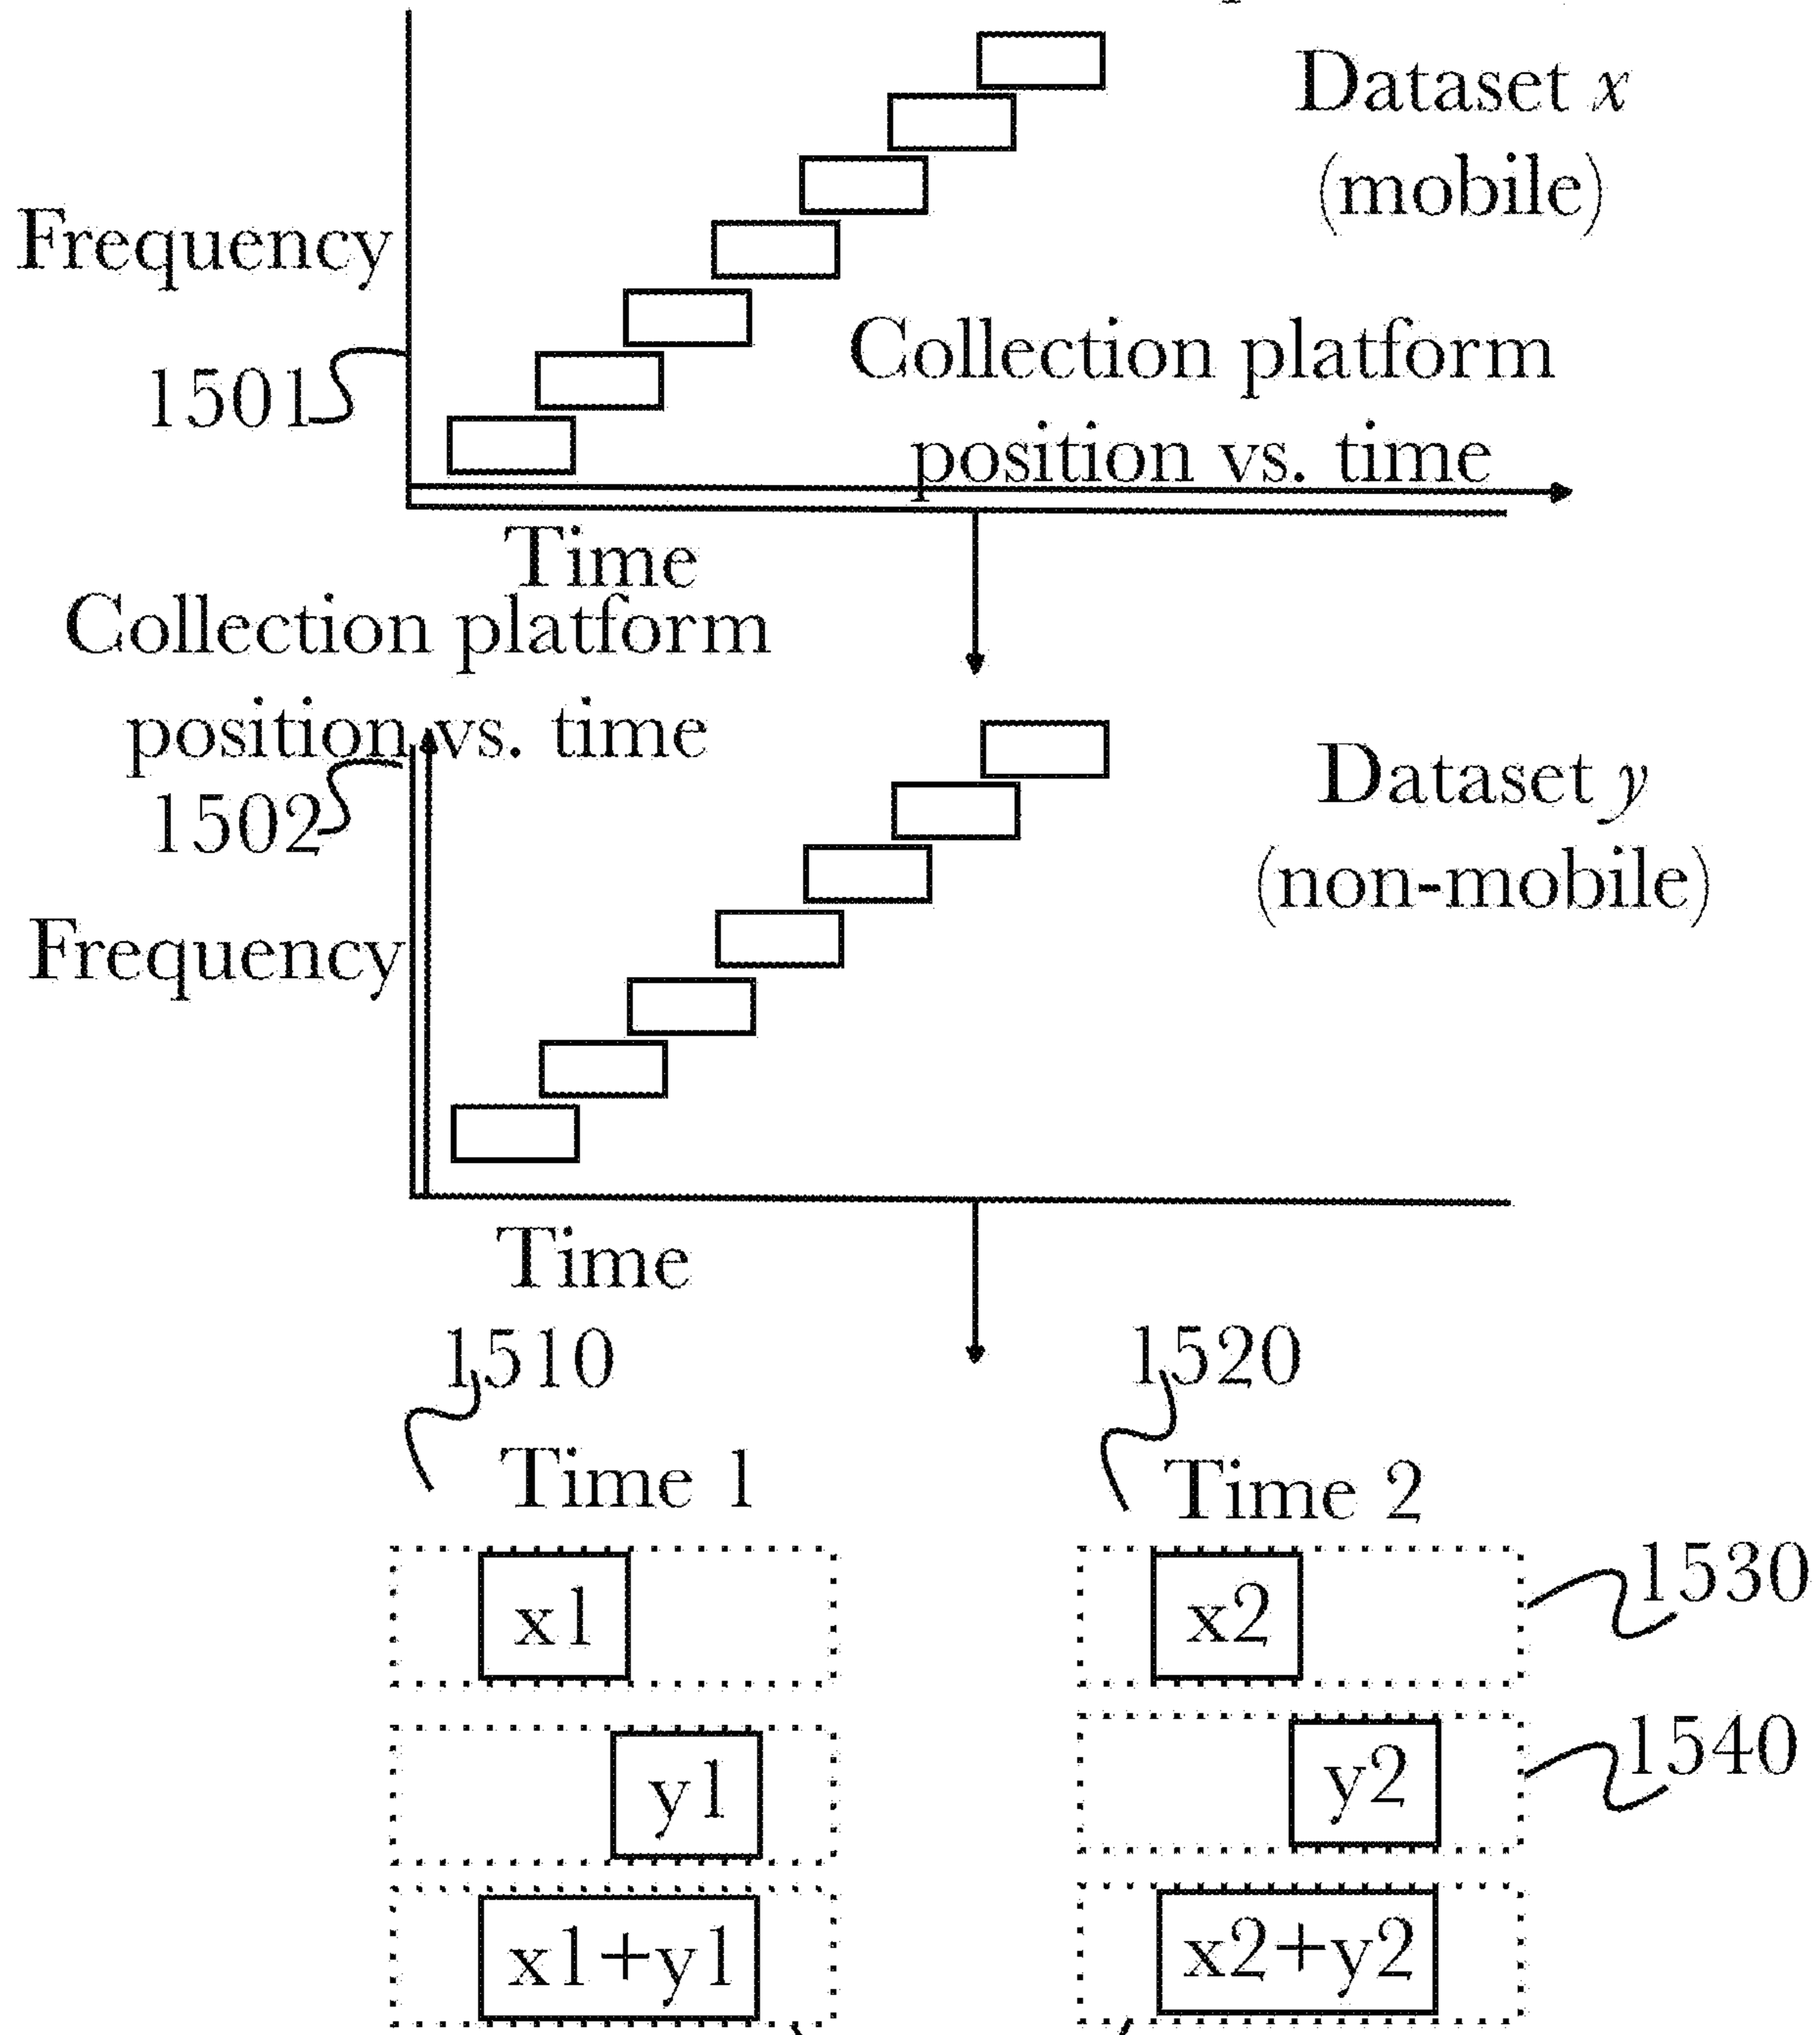 Dataset x
(mobile)
Frequency
1501
Collection platform
position vs. time
Time
Collection platform
position vs. time
1502
Dataset y
(non-mobile)
Frequency
Time
1510
1520
Time 1
Time 2
x1
x2
1530
y1
y2
1540
x1+y1
x2+y2